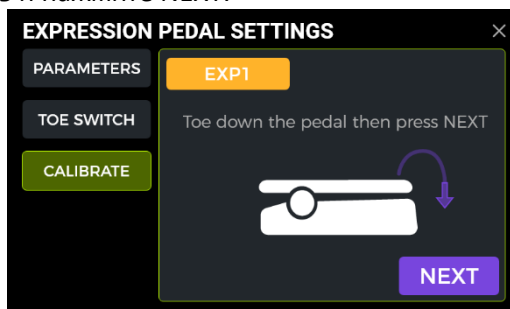 EXPRESSION PEDAL SETTINGS
PARAMETERS
EXP1
TOE SWITCH
Toe down the pedal then press NEXT
CALIBRATE
NEXT